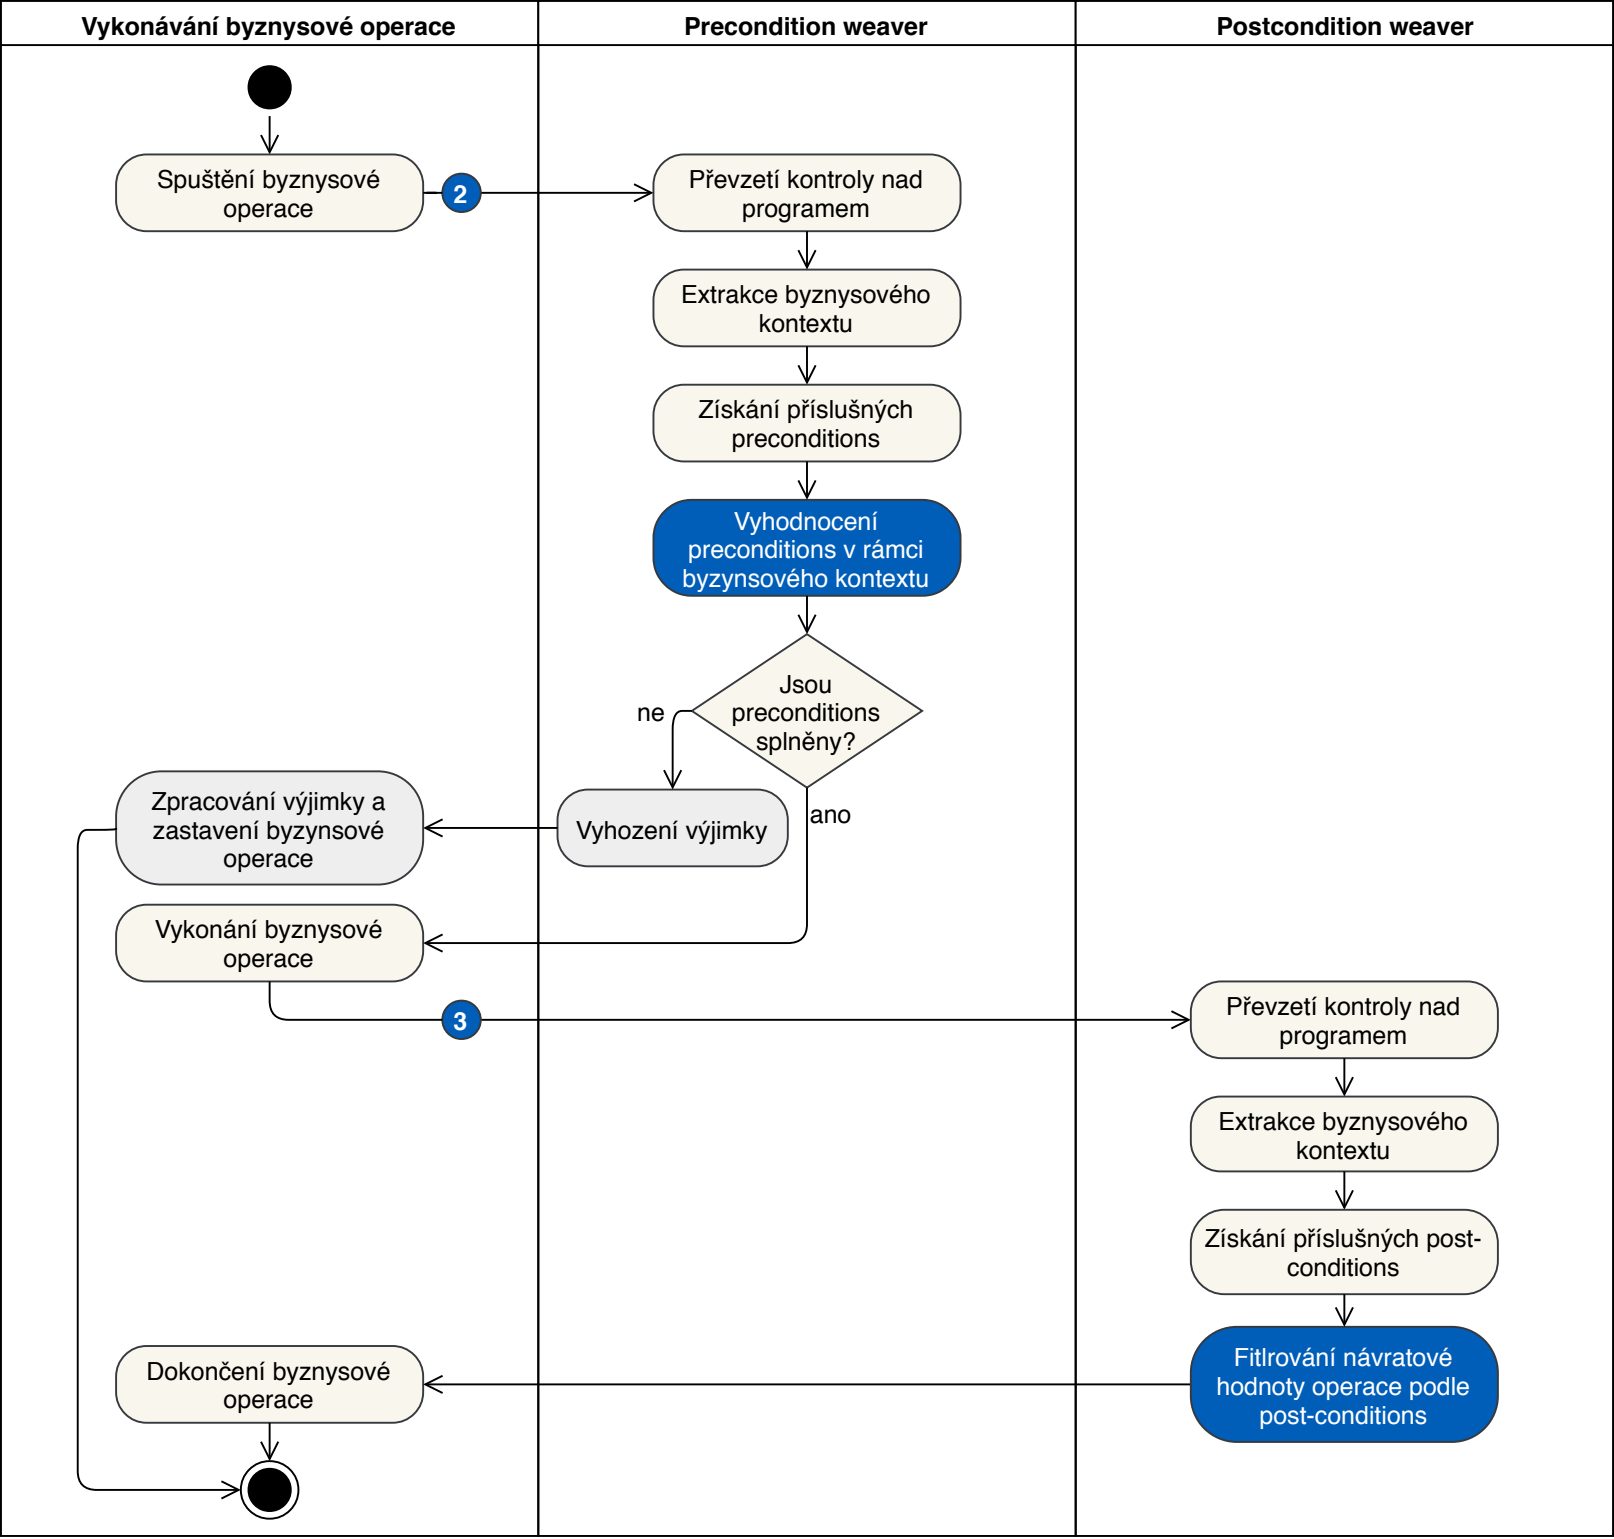 Vykonávání byznysové operace
Precondition weaver
Postcondition weaver
Spuštění byznysové
operace
2
Převzetí kontroly nad
programem
Extrakce byznysového
kontextu
Získání příslušných
preconditions
Vyhodnocení
preconditions v rámci
byzynsového kontextu
Jsou
preconditions
splněny?
ne
ano
Vyhození výjimky
Zpracování výjimky a
zastavení byzynsové
operace
Vykonání byznysové
operace
3
Převzetí kontroly nad
programem
Extrakce byznysového
kontextu
Získání příslušných post-
conditions
Fitlrování návratové
hodnoty operace podle
post-conditions
Dokončení byznysové
operace